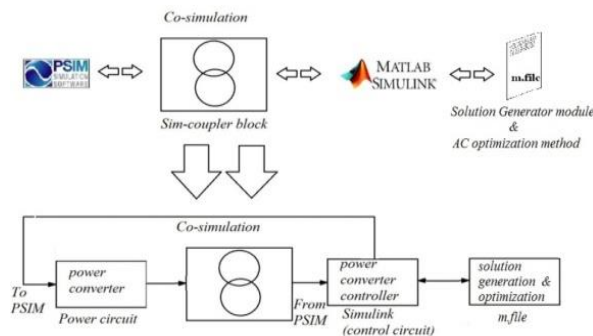 Co-simulation
PSIM
SIMULATION
SOFTWARE
MATLAB
SIMULINK®
m.file
Sim-coupler block
Solution Generator module
&
AC optimization method
Co-simulation
To
PSIM
power
converter
Power circuit
From
PSIM
power
converter
controller
Simulink
(control circuit)
solution
generation &
optimization
m,file